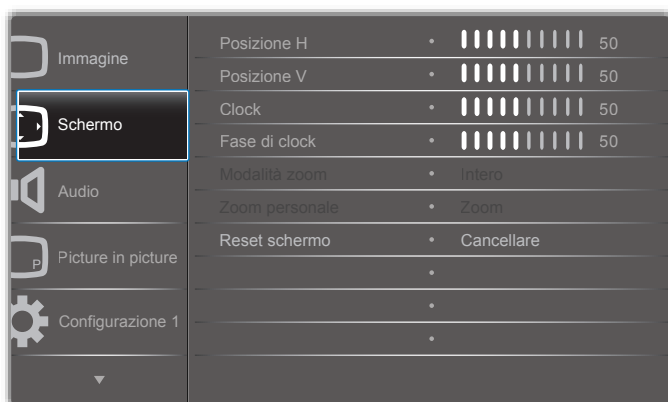 Immagine
Schermo
Audio
P
Picture in picture
Configurazione 1
Posizione H • 50
Posizione V • 50
Clock • 50
Fase di clock • 50
Modalità zoom • Intero
Zoom personale • Zoom
Reset schermo • Cancellare
•
•
•